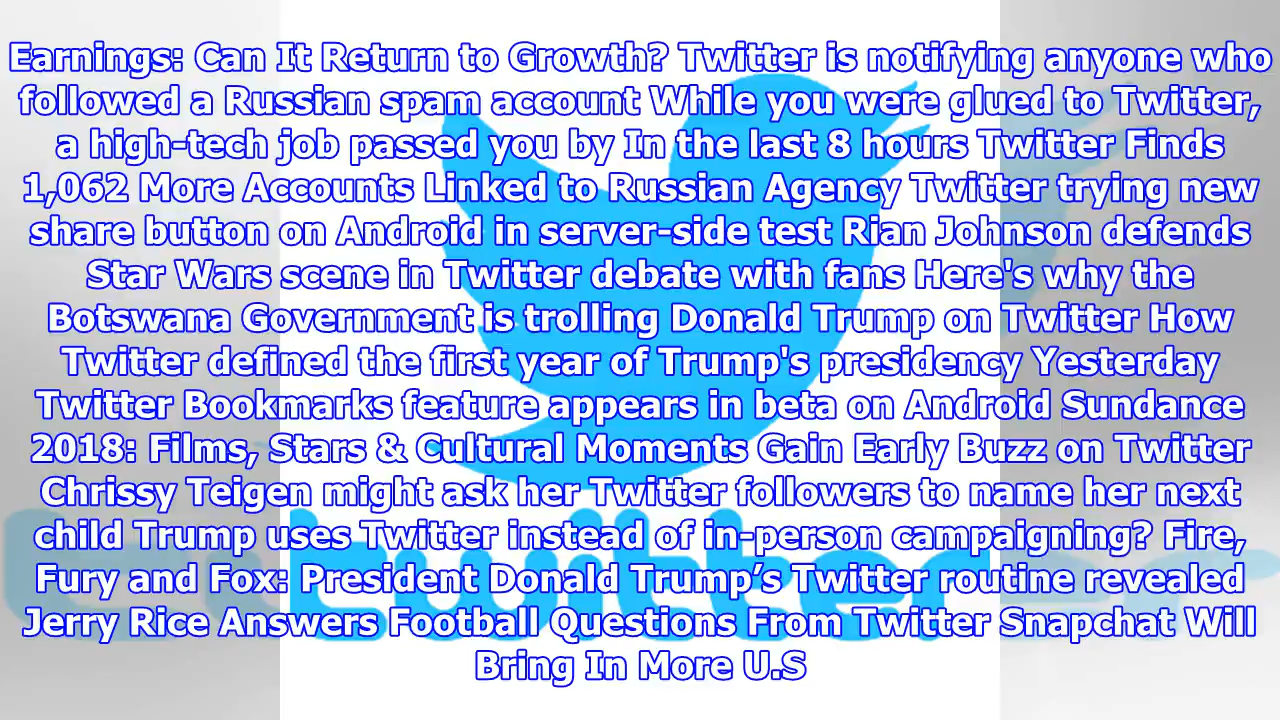 Earnings: Can It Return to Growth? Twitter is notifying anyone who
followed a Russian spam account While you were glued to Twitter,
a high-tech job passed you by In the last 8 hours Twitter Finds
1,062 More Accounts Linked to Russian Agency Twitter trying new
share button on Android in server-side test Rian Johnson defends
Star Wars scene in Twitter debate with fans Here's why the
Botswana Government is trolling Donald Trump on Twitter How
Twitter defined the first year of Trump's presidency Yesterday
Twitter Bookmarks feature appears in beta on Android Sundance
2018: Films, Stars & Cultural Moments Gain Early Buzz on Twitter
Chrissy Teigen might ask her Twitter followers to name her next
child Trump uses Twitter instead of in-person campaigning? Fire,
Fury and Fox: President Donald Trump’s Twitter routine revealed
Jerry Rice Answers Football Questions From Twitter Snapchat Will
Bring In More U.S
twitter